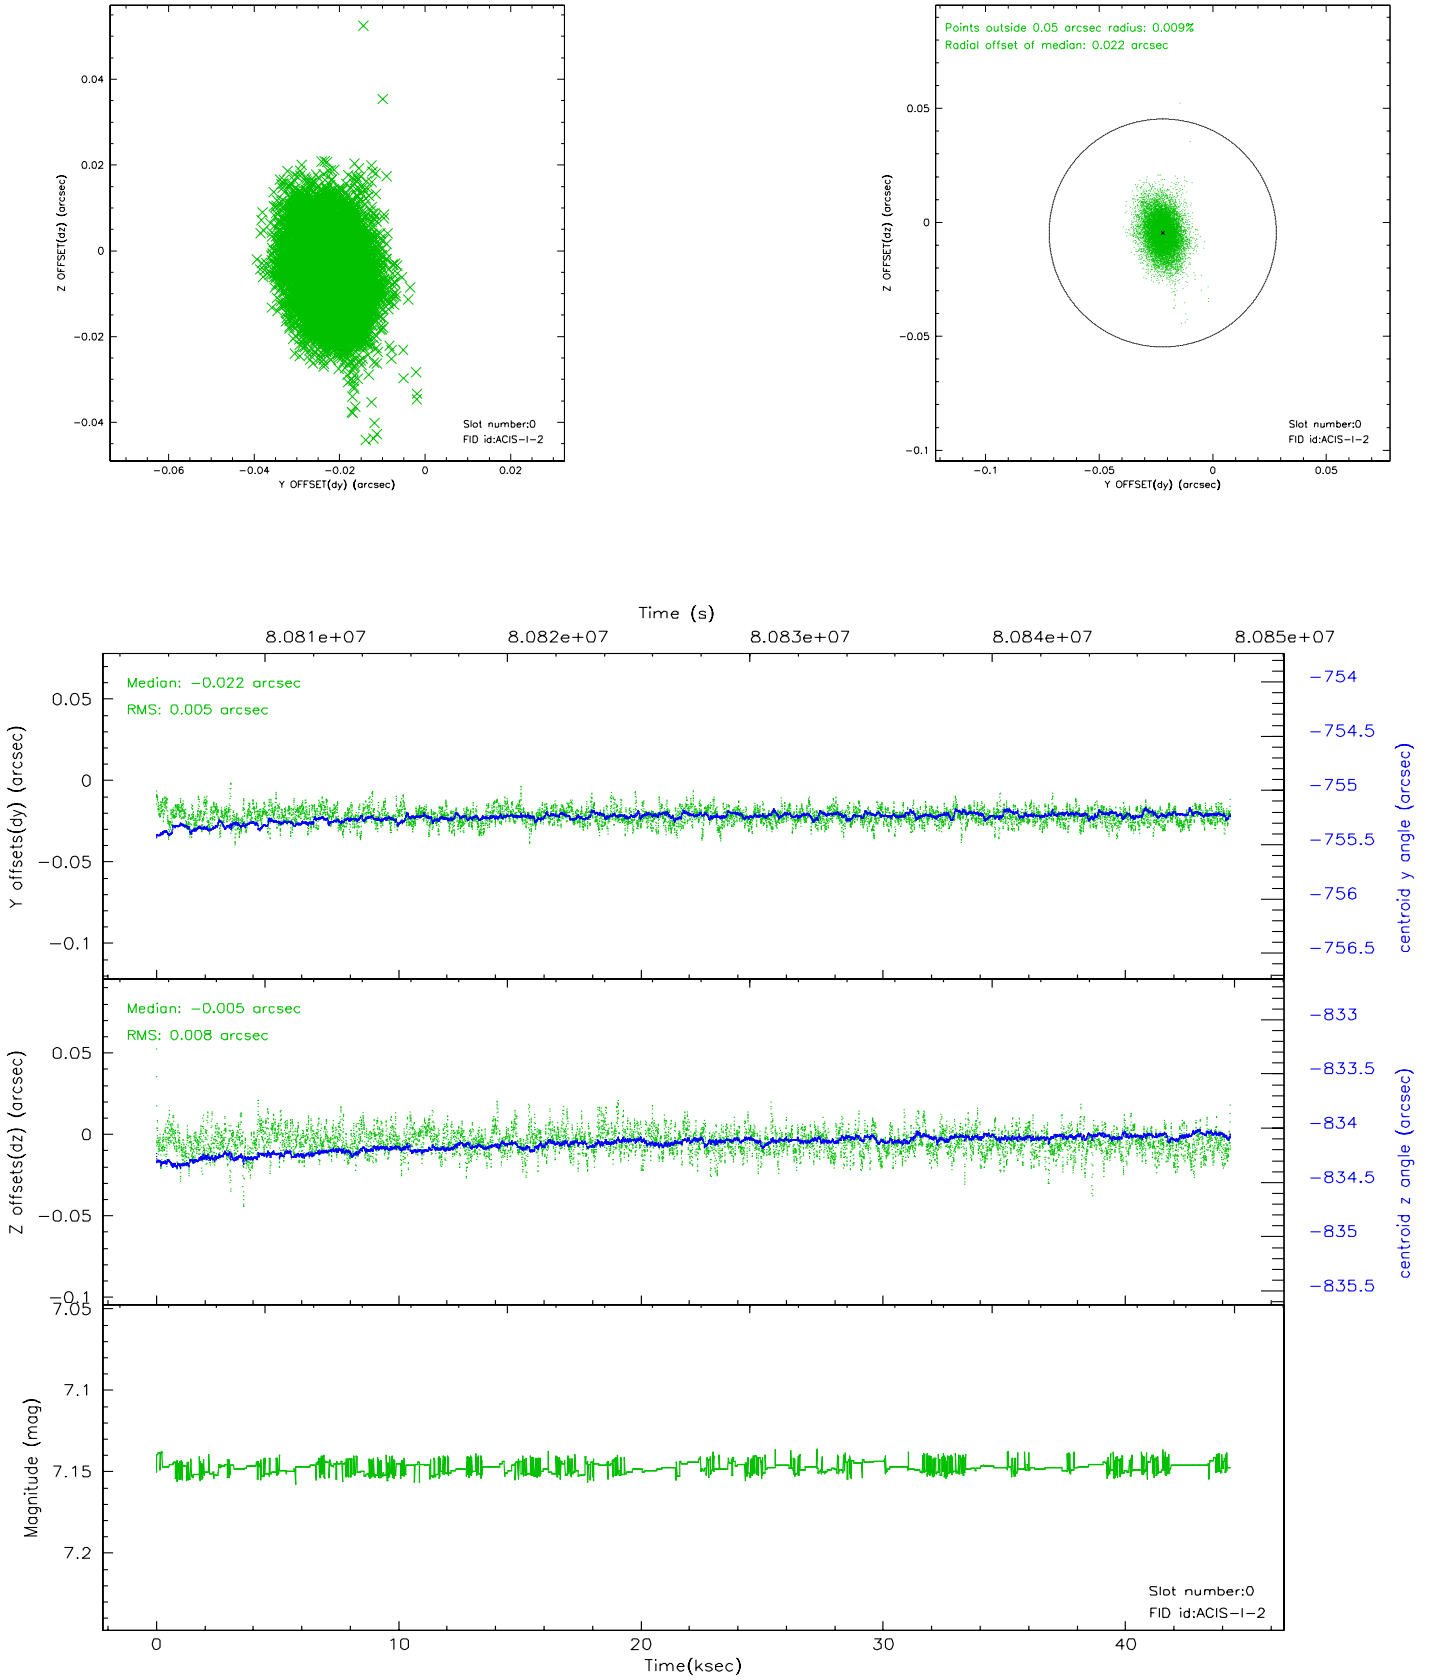 0.04
0.02
0
-0.02
-0.04
Z OFFSET(dz) (arcsec)
Slot number:0
FID id:ACIS-I-2
-0.06 -0.04 -0.02 0 0.02
Y OFFSET(dy) (arcsec)
Points outside 0.05 arcsec radius: 0.009%
Radial offset of median: 0.022 arcsec
0.05
0
-0.05
-0.1
Z OFFSET(dz) (arcsec)
Slot number:0
FID id:ACIS-I-2
-0.1 -0.05 0 0.05
Y OFFSET(dy) (arcsec)
Time (s)
8.081e+07 8.082e+07 8.083e+07 8.084e+07 8.085e+07
Median: -0.022 arcsec
RMS: 0.005 arcsec
0.05
0
-0.05
-0.1
Y offsets(dy) (arcsec)
-754
-754.5
-755
-755.5
-756
-756.5
centroid y angle (arcsec)
Median: -0.005 arcsec
RMS: 0.008 arcsec
0.05
0
-0.05
-0.1
Z offsets(dz) (arcsec)
-833
-833.5
-834
-834.5
-835
-835.5
centroid z angle (arcsec)
7.05
7.1
7.15
7.2
Magnitude (mag)
Slot number:0
FID id:ACIS-I-2
0 10 20 30 40
Time(ksec)